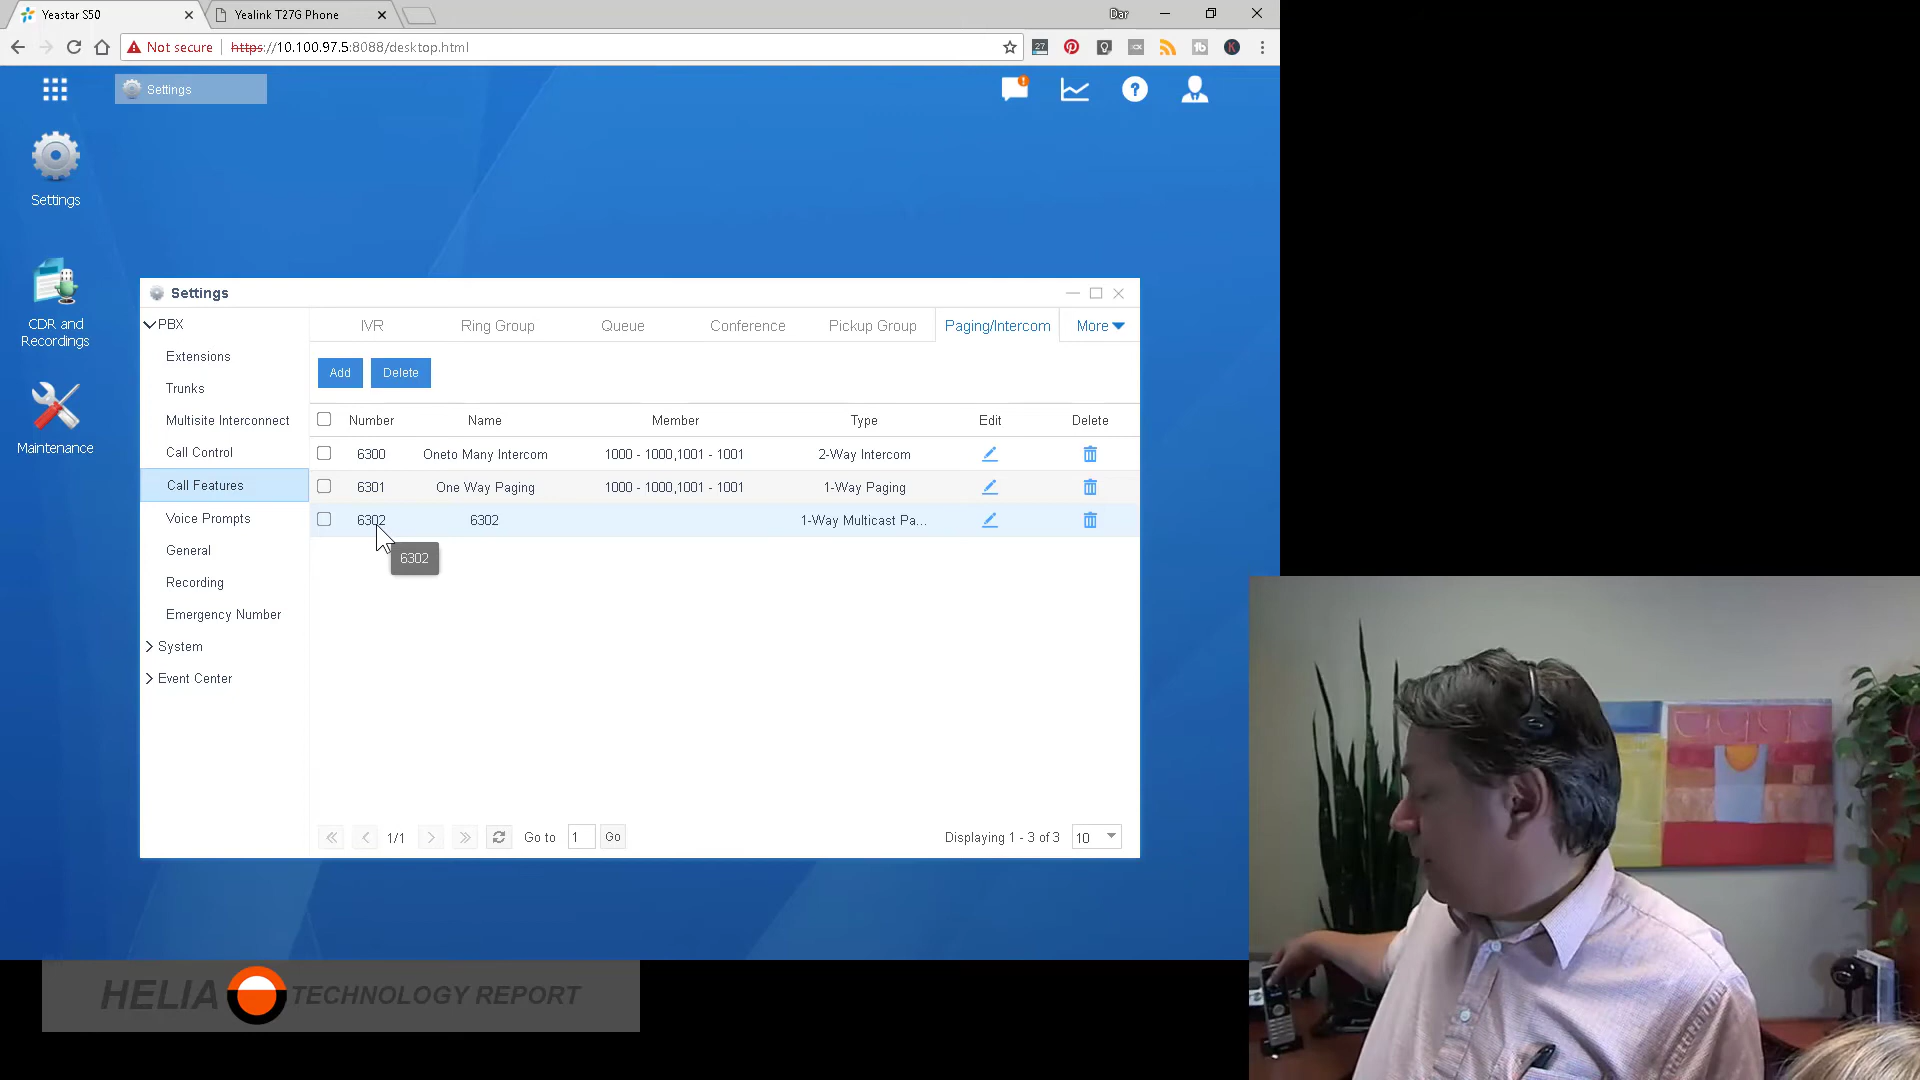 Yeastar S50
Yealink T27G Phone
Dar
Not secure
https://10.100.97.5:8088/desktop.html
27
Settings
Settings
CDR and
Recordings
Maintenance
Settings
PBX
Extensions
Trunks
Multisite Interconnect
Call Control
Call Features
Voice Prompts
General
Recording
Emergency Number
System
Event Center
IVR
Ring Group
Queue
Conference
Pickup Group
Paging/Intercom
More
Add
Delete
Number Name Member Type Edit Delete
6300 Oneto Many Intercom 1000 - 1000,1001 - 1001 2-Way Intercom
6301 One Way Paging 1000 - 1000,1001 - 1001 1-Way Paging
6302 6302 1-Way Multicast Pa...
6302
1/1 Go to 1 Go
Displaying 1 - 3 of 3 10
HELIA TECHNOLOGY REPORT